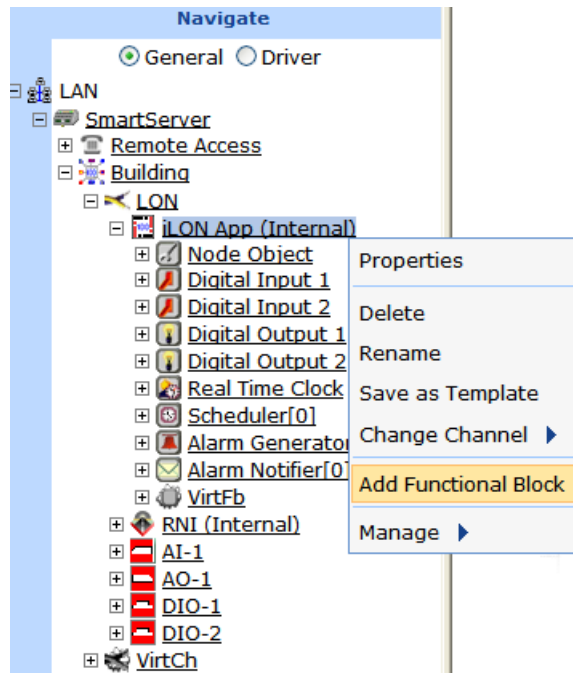 Navigate
General Driver
LAN
SmartServer
Remote Access
Building
LON
iLON App (Internal)
Node Object
Digital Input 1
Digital Input 2
Digital Output 1
Digital Output 2
Real Time Clock
Scheduler[0]
Alarm Generato
Alarm Notifier[0]
VirtFb
RNI (Internal)
AI-1
AO-1
DIO-1
DIO-2
VirtCh
Properties
Delete
Rename
Save as Template
Change Channel
Add Functional Block
Manage